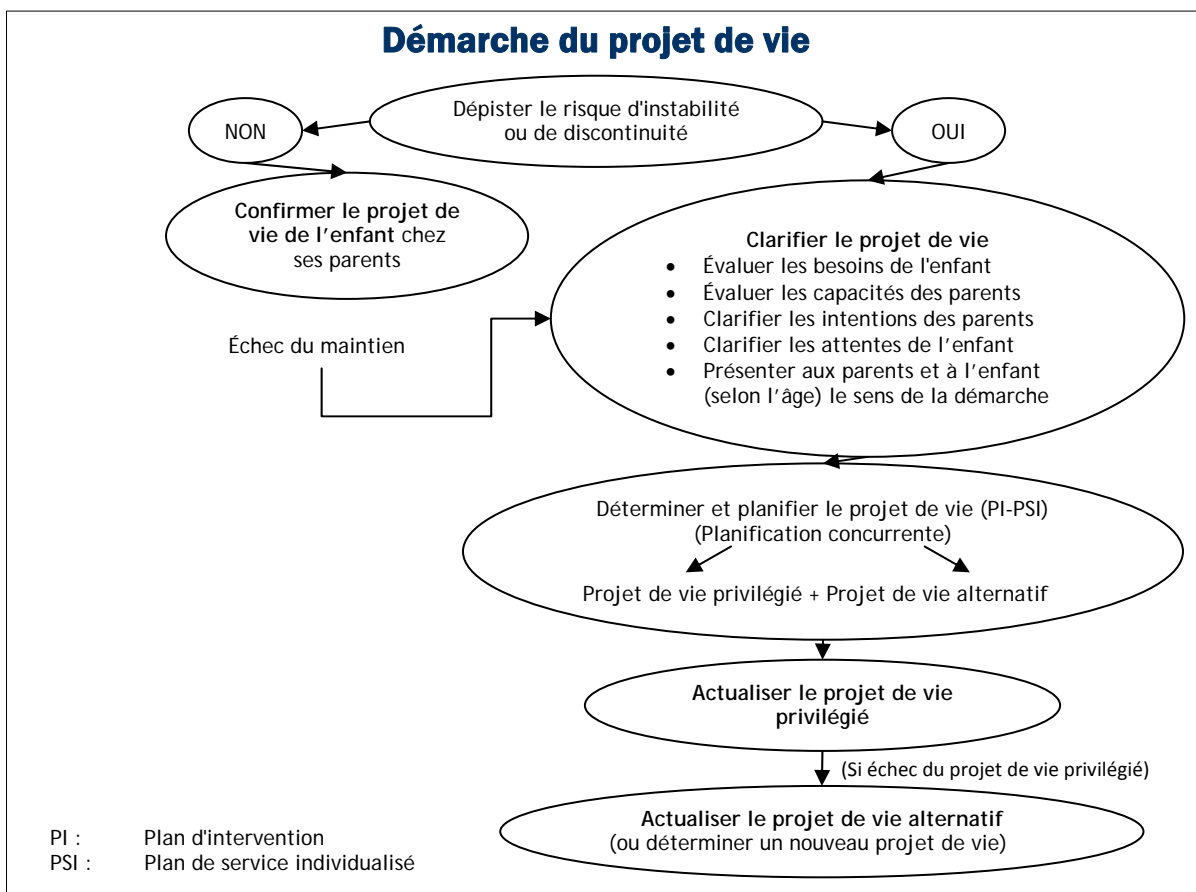 Démarche du projet de vie
Dépister le risque d'instabilité
ou de discontinuité
NON
OUI
Confirmer le projet de
vie de l’enfant chez
ses parents
Clarifier le projet de vie
• Évaluer les besoins de l'enfant
• Évaluer les capacités des parents
• Clarifier les intentions des parents
• Clarifier les attentes de l’enfant
• Présenter aux parents et à l’enfant
(selon l’âge) le sens de la démarche
Échec du maintien
Déterminer et planifier le projet de vie (PI-PSI)
(Planification concurrente)
Projet de vie privilégié + Projet de vie alternatif
Actualiser le projet de vie
privilégié
(Si échec du projet de vie privilégié)
Actualiser le projet de vie alternatif
(ou déterminer un nouveau projet de vie)
PI : Plan d'intervention
PSI : Plan de service individualisé